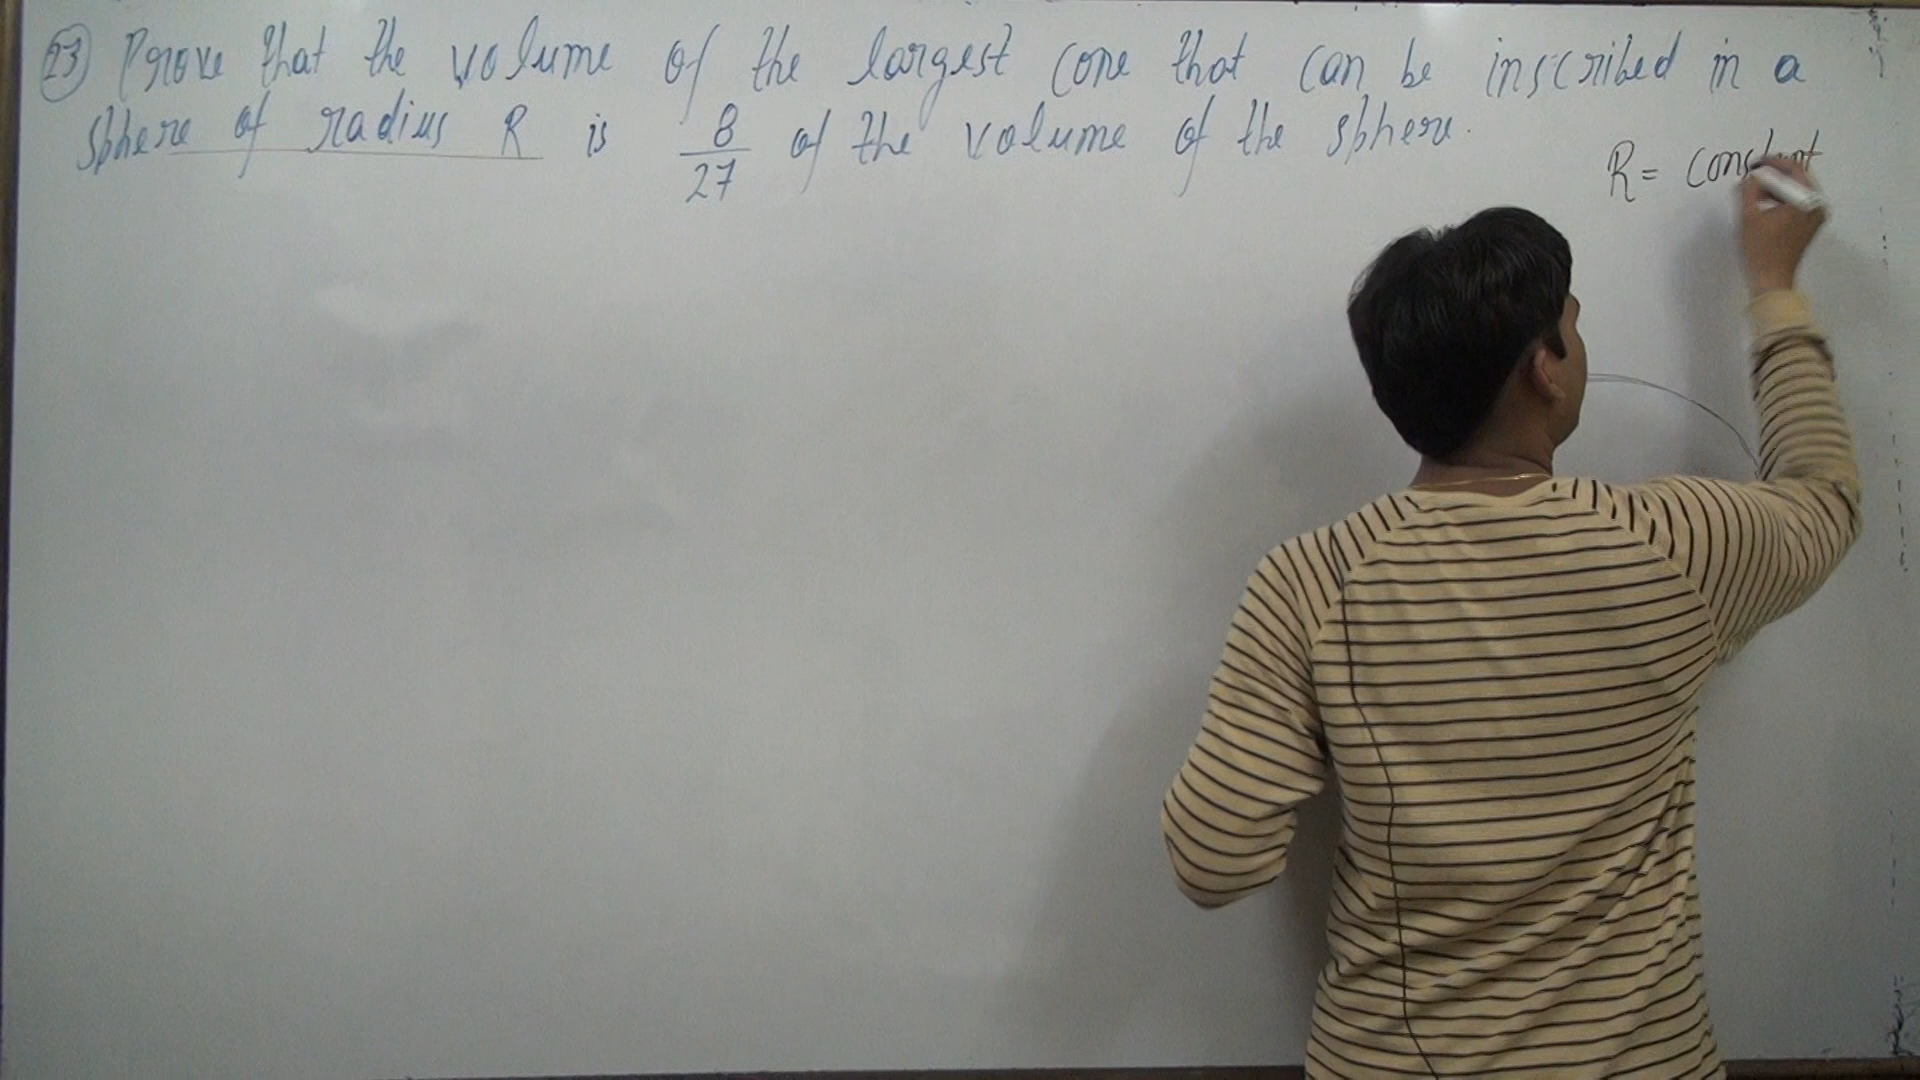 23 Prove that the volume of the largest cone that can be inscribed in a
sphere of radius R is 8/27 of the volume of the sphere.
R = constant